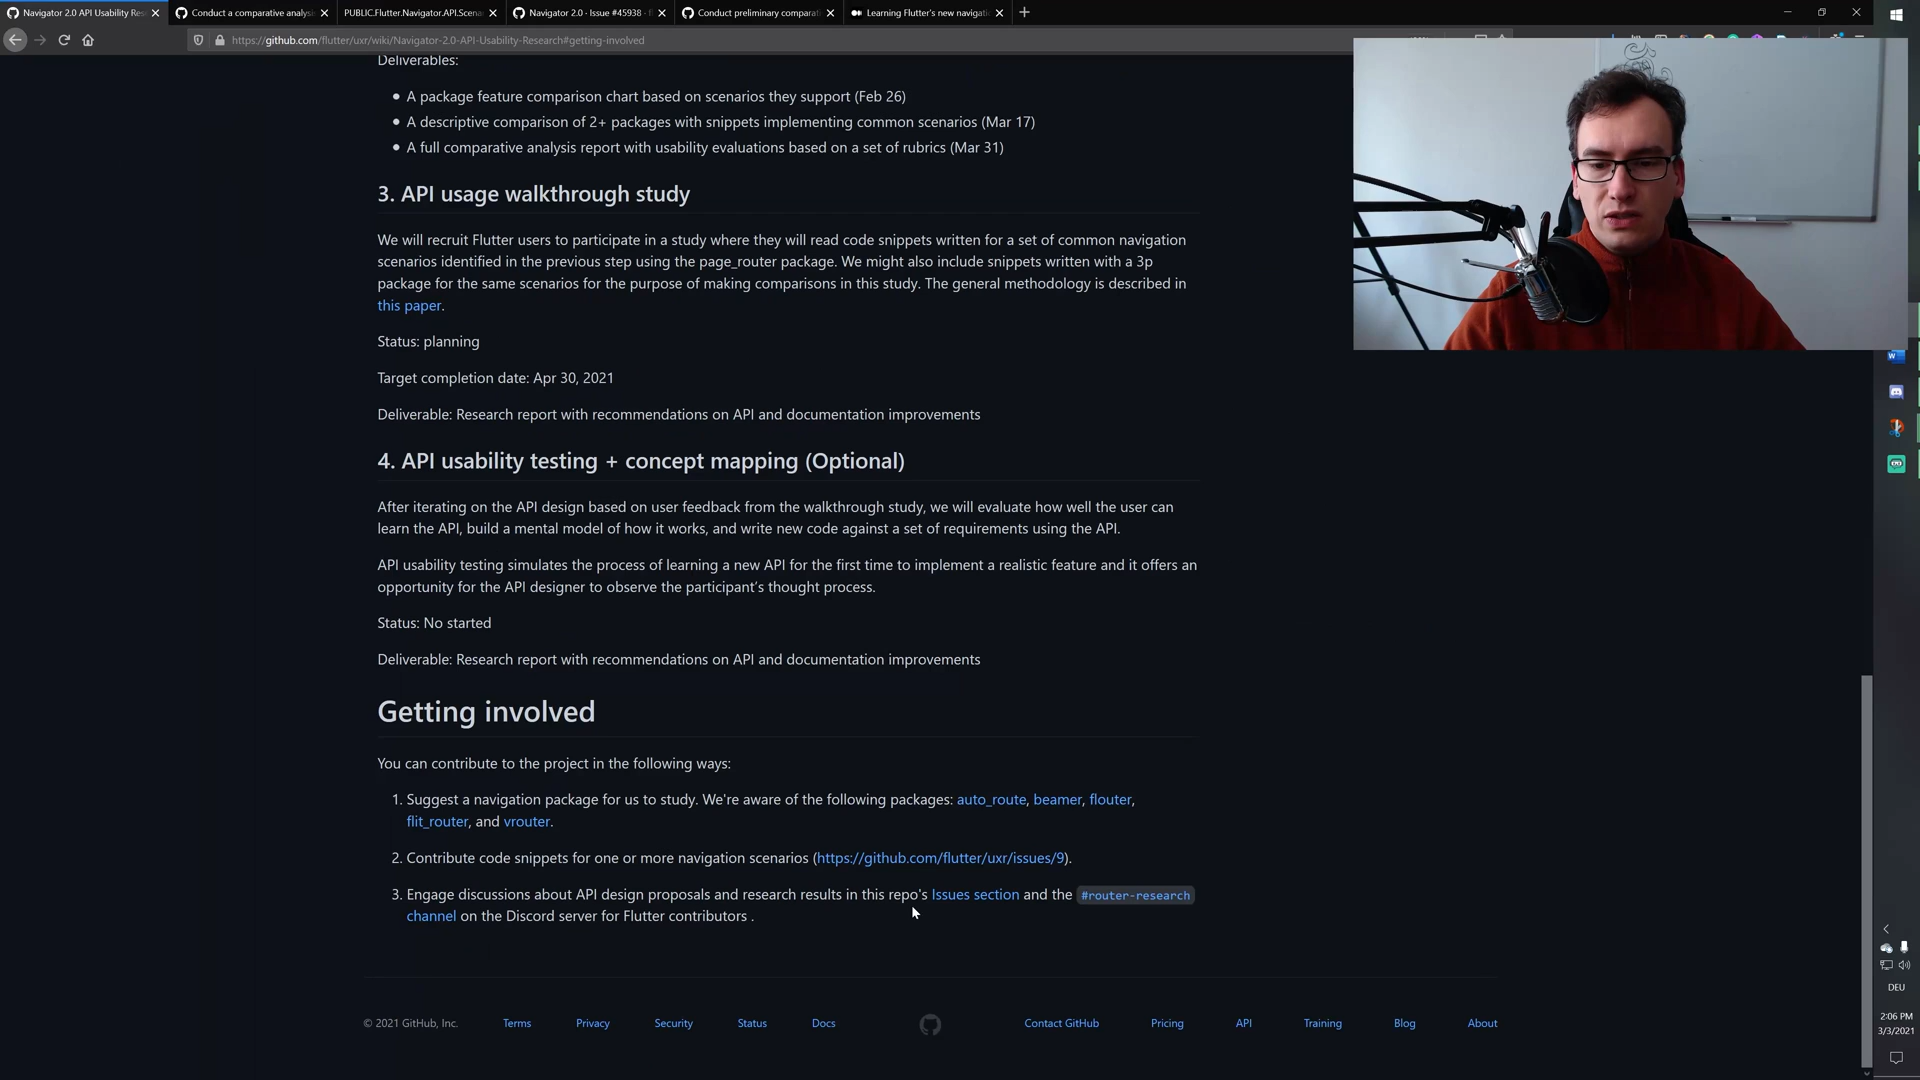 Navigator 2.0 API Usability Res
Conduct a comparative analysis
PUBLIC.Flutter.Navigator.API.Scena
Navigator 2.0 · Issue #45938 · f
Conduct preliminary comparati
Learning Flutter's new navigati
https://github.com/flutter/uxr/wiki/Navigator-2.0-API-Usability-Research#getting-involved
Deliverables:
A package feature comparison chart based on scenarios they support (Feb 26)
A descriptive comparison of 2+ packages with snippets implementing common scenarios (Mar 17)
A full comparative analysis report with usability evaluations based on a set of rubrics (Mar 31)
3. API usage walkthrough study
We will recruit Flutter users to participate in a study where they will read code snippets written for a set of common navigation
scenarios identified in the previous step using the page_router package. We might also include snippets written with a 3p
package for the same scenarios for the purpose of making comparisons in this study. The general methodology is described in
this paper.
Status: planning
Target completion date: Apr 30, 2021
Deliverable: Research report with recommendations on API and documentation improvements
4. API usability testing + concept mapping (Optional)
After iterating on the API design based on user feedback from the walkthrough study, we will evaluate how well the user can
learn the API, build a mental model of how it works, and write new code against a set of requirements using the API.
API usability testing simulates the process of learning a new API for the first time to implement a realistic feature and it offers an
opportunity for the API designer to observe the participant's thought process.
Status: No started
Deliverable: Research report with recommendations on API and documentation improvements
Getting involved
You can contribute to the project in the following ways:
1. Suggest a navigation package for us to study. We're aware of the following packages: auto_route, beamer, flouter,
flit_router, and vrouter.
2. Contribute code snippets for one or more navigation scenarios (https://github.com/flutter/uxr/issues/9).
3. Engage discussions about API design proposals and research results in this repo's Issues section and the #router-research
channel on the Discord server for Flutter contributors .
© 2021 GitHub, Inc.
Terms
Privacy
Security
Status
Docs
Contact GitHub
Pricing
API
Training
Blog
About
DEU
2:06 PM
3/3/2021